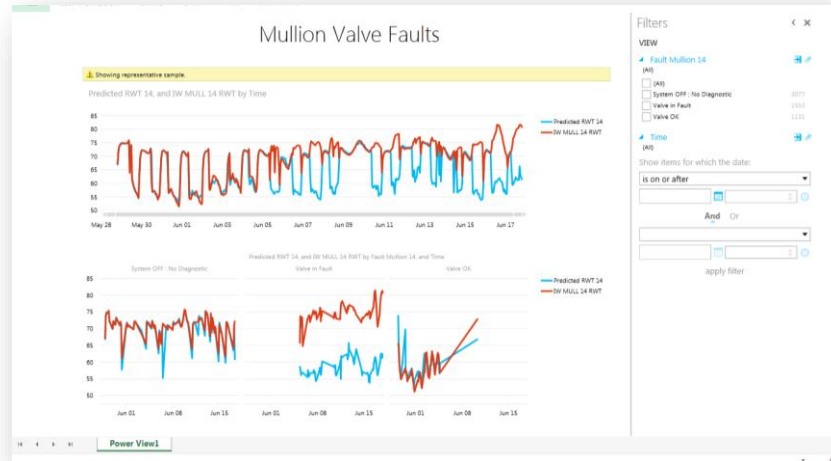 Mullion Valve Faults
Showing representative sample.
Predicted RWT 14, and IW MULL 14 RWT by Time
85
80
75
70
65
60
55
50
May 28
May 30
Jun 01
Jun 03
Jun 05
Jun 07
Jun 09
Jun 11
Jun 13
Jun 15
Jun 17
Predicted RWT 14
IW MULL 14 RWT
Predicted RWT 14, and IW MULL 14 RWT by Fault Mullion 14, and Time
System OFF : No Diagnostic
Valve in Fault
Valve OK
85
80
75
70
65
60
55
50
Jun 01
Jun 08
Jun 15
Jun 01
Jun 08
Jun 15
Jun 01
Jun 08
Jun 15
Predicted RWT 14
IW MULL 14 RWT
Filters
VIEW
Fault Mullion 14
(All)
(All)
System OFF : No Diagnostic
Valve in Fault
Valve OK
Time
(All)
Show items for which the date:
is on or after
And Or
apply filter
Power View1